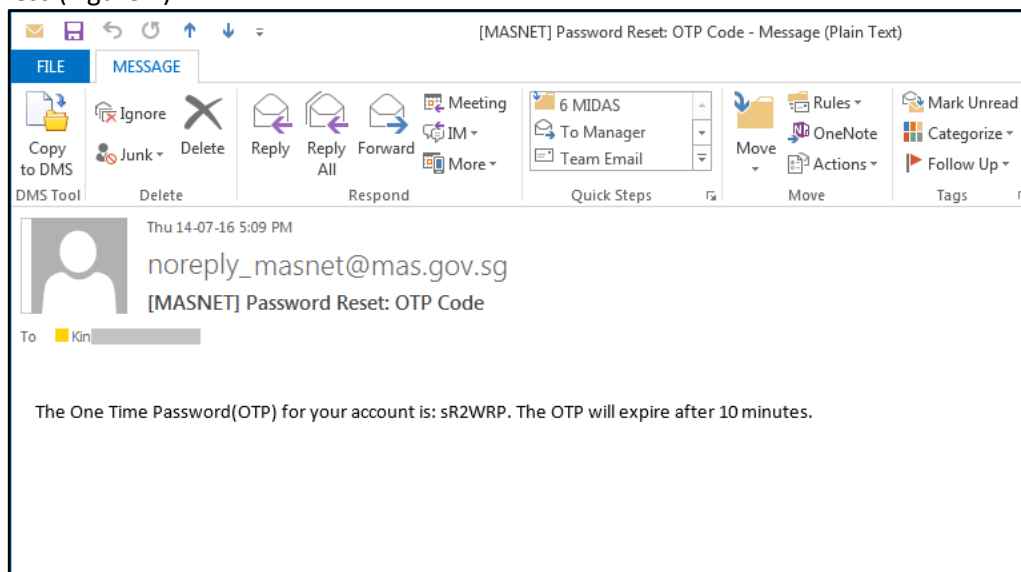 [MASNET] Password Reset: OTP Code - Message (Plain Text)
FILE MESSAGE
Copy to DMS
DMS Tool
Ignore
Junk
Delete
Delete
Reply
Reply All
Forward
Meeting
IM
More
Respond
6 MIDAS
To Manager
Team Email
Quick Steps
Move
Rules
OneNote
Actions
Move
Mark Unread
Categorize
Follow Up
Tags
Thu 14-07-16 5:09 PM
noreply_masnet@mas.gov.sg
[MASNET] Password Reset: OTP Code
To Kin
The One Time Password(OTP) for your account is: sR2WRP. The OTP will expire after 10 minutes.